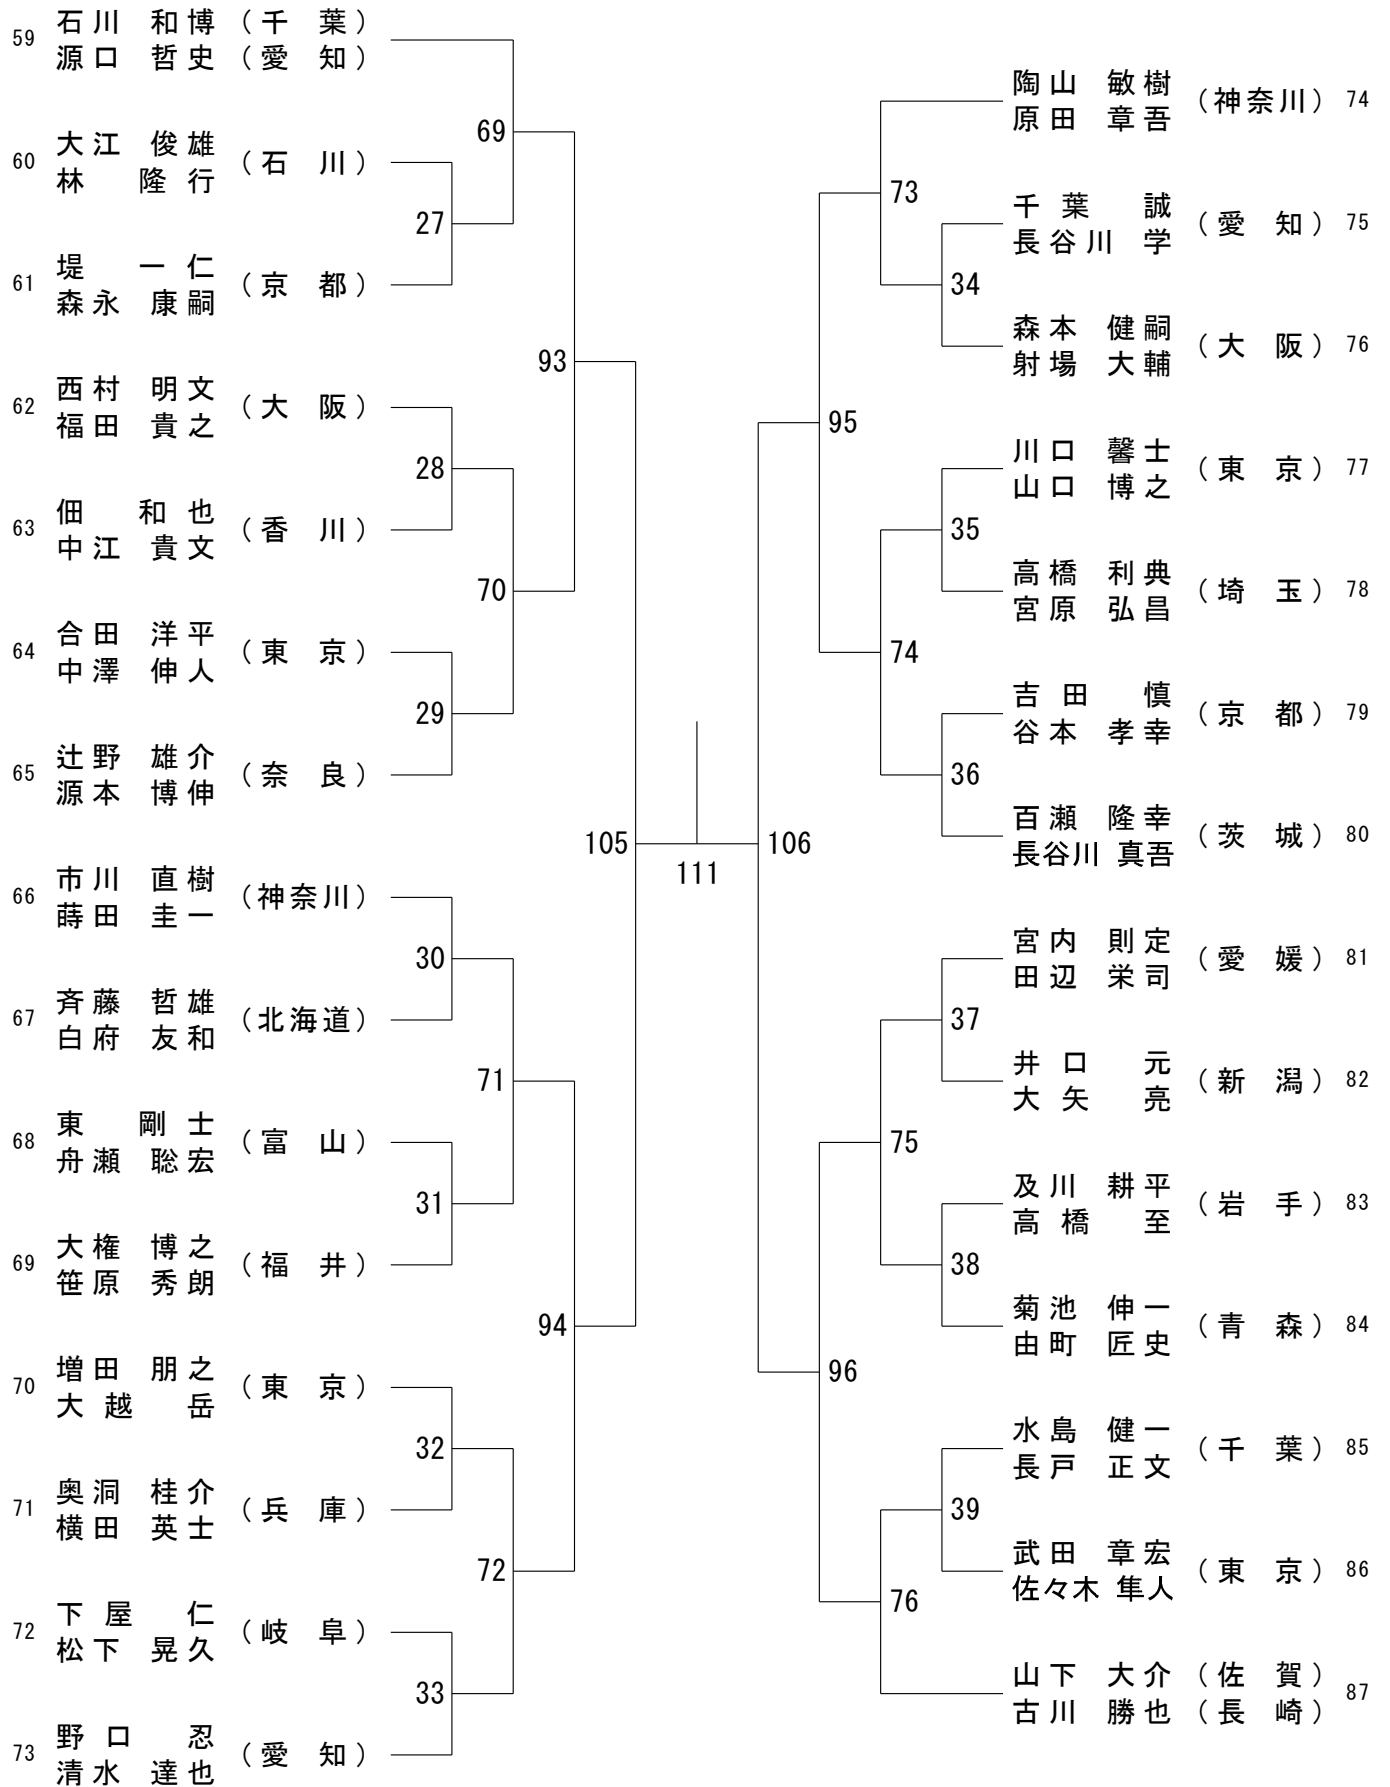 59 石川 和博 (千 葉)
源口 哲史 (愛 知)
60 大江 俊雄 (石 川)
林 隆行
61 堤 一仁 (京 都)
森永 康嗣
62 西村 明文 (大 阪)
福田 貴之
63 佃 和也 (香 川)
中江 貴文
64 合田 洋平 (東 京)
中澤 伸人
65 辻野 雄介 (奈 良)
源本 博伸
66 市川 直樹 (神奈川)
蒔田 圭一
67 斉藤 哲雄 (北海道)
白府 友和
68 東 剛士 (富 山)
舟瀬 聡宏
69 大権 博之 (福 井)
笹原 秀朗
70 増田 朋之 (東 京)
大越 岳
71 奥洞 桂介 (兵 庫)
横田 英士
72 下屋 仁 (岐 阜)
松下 晃久
73 野口 忍 (愛 知)
清水 達也
69
27
93
28
70
29
105
30
71
31
94
32
72
33
111
106
73
34
95
35
74
36
37
75
38
96
39
76
陶山 敏樹 (神奈川) 74
原田 章吾
千葉 誠 (愛 知) 75
長谷川 学
森本 健嗣 (大 阪) 76
射場 大輔
川口 馨士 (東 京) 77
山口 博之
高橋 利典 (埼 玉) 78
宮原 弘昌
吉田 慎 (京 都) 79
谷本 孝幸
百瀬 隆幸 (茨 城) 80
長谷川 真吾
宮内 則定 (愛 媛) 81
田辺 栄司
井口 元 (新 潟) 82
大矢 亮
及川 耕平 (岩 手) 83
高橋 至
菊池 伸一 (青 森) 84
由町 匠史
水島 健一 (千 葉) 85
長戸 正文
武田 章宏 (東 京) 86
佐々木 隼人
山下 大介 (佐 賀) 87
古川 勝也 (長 崎)